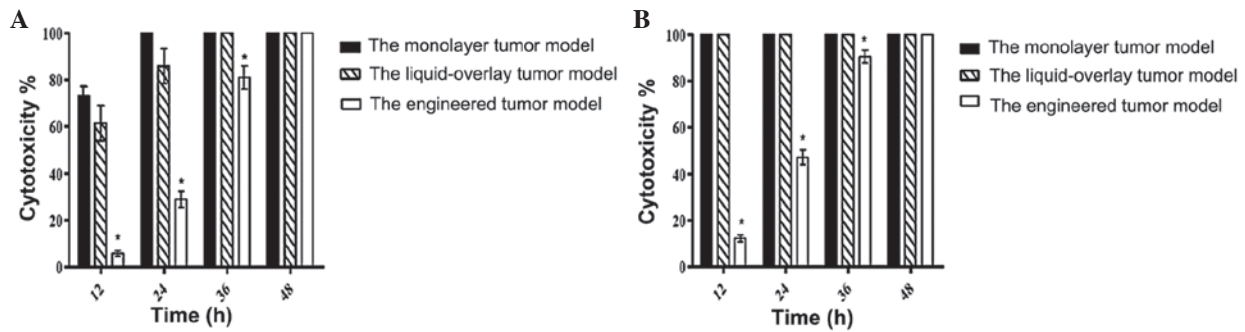 A
Cytotoxicity %
100
80
60
40
20
0
*
*
*
12
24
36
48
Time (h)
The monolayer tumor model
The liquid-overlay tumor model
The engineered tumor model
B
Cytotoxicity %
100
80
60
40
20
0
*
*
*
12
24
36
48
Time (h)
The monolayer tumor model
The liquid-overlay tumor model
The engineered tumor model